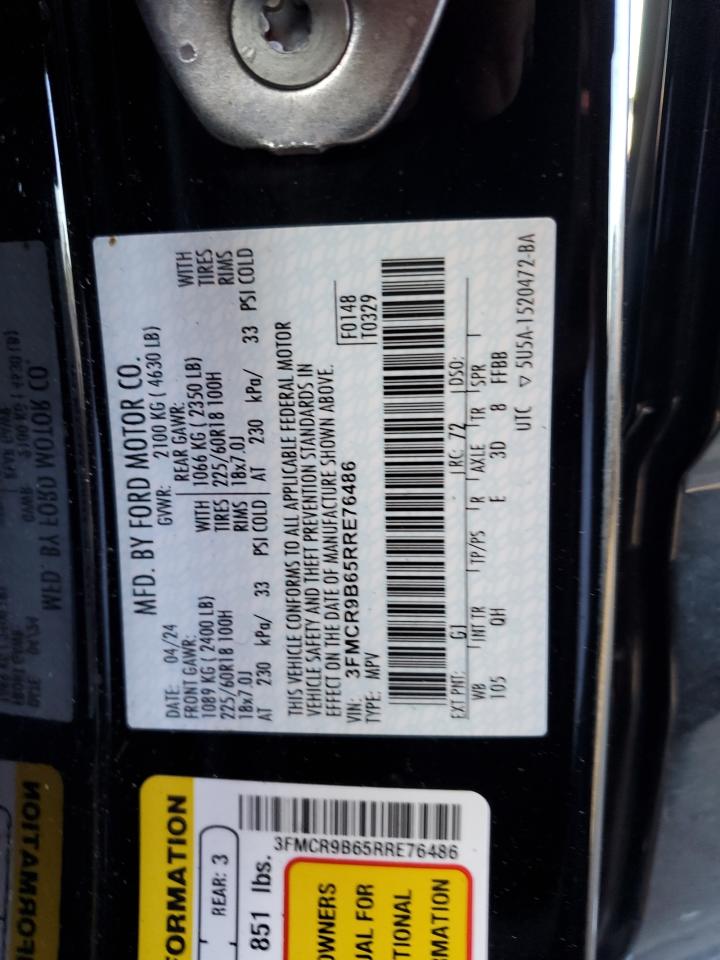 MFD. BY FORD MOTOR CO.
DATE: 04/24 GVWR: 2100 KG ( 4630 LB)
FRONT GAWR: REAR GAWR:
1089 KG ( 2400 LB) WITH 1066 KG ( 2350 LB) WITH
225/60R18 100H TIRES 225/60R18 100H TIRES
18x7.0J RIMS 18x7.0J RIMS
AT 230 kPa/ 33 PSI COLD AT 230 kPa/ 33 PSI COLD
THIS VEHICLE CONFORMS TO ALL APPLICABLE FEDERAL MOTOR
VEHICLE SAFETY AND THEFT PREVENTION STANDARDS IN
EFFECT ON THE DATE OF MANUFACTURE SHOWN ABOVE.
VIN: 3FMCR9B65RRE76486 F0148
TYPE: MPV T0329
EXT PNT: G1 RC: 72 DSO:
WB INT TR TP/PS R AXLE TR SPR
105 QH E 3D 8 FFBB
UTC ▽ 5U5A-1520472-BA
FORMATION
REAR: 3
851 lbs.
3FMCR9B65RRE76486
OWNERS
UAL FOR
TIONAL
MATION